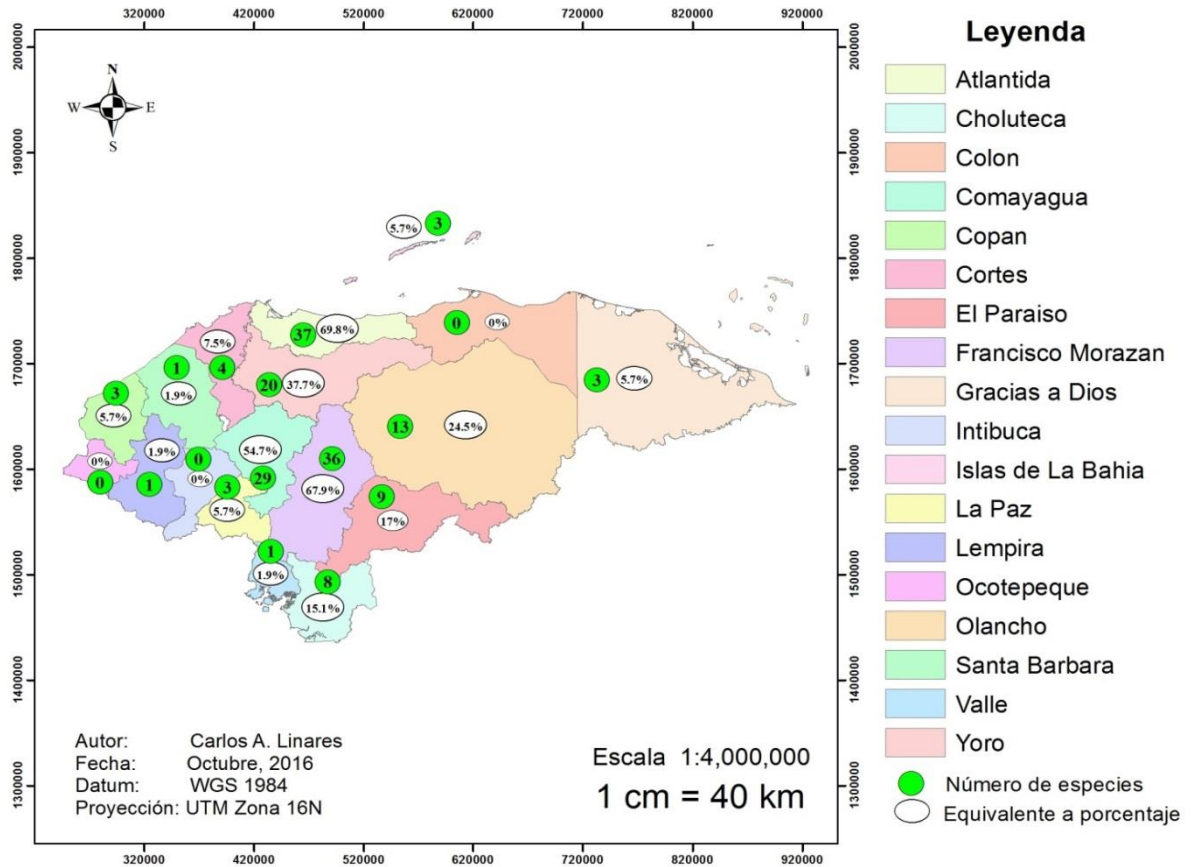 320000 420000 520000 620000 720000 820000 920000
2000000
1900000
1800000
1700000
1600000
1500000
1400000
1300000
N
W E
S
5.7% 3
37 69.8%
0 0%
7.5%
4
1
1.9%
20 37.7%
3 5.7%
3
5.7%
13 24.5%
1.9%
1
54.7%
29
36
67.9%
0%
0
0
0%
3
5.7%
9
17%
1
1.9%
8
15.1%
Autor: Carlos A. Linares
Fecha: Octubre, 2016
Datum: WGS 1984
Proyección: UTM Zona 16N
Escala 1:4,000,000
1 cm = 40 km
2000000
1900000
1800000
1700000
1600000
1500000
1400000
1300000
320000 420000 520000 620000 720000 820000 920000
Leyenda
Atlantida
Choluteca
Colon
Comayagua
Copan
Cortes
El Paraiso
Francisco Morazan
Gracias a Dios
Intibuca
Islas de La Bahia
La Paz
Lempira
Ocotepeque
Olancho
Santa Barbara
Valle
Yoro
Número de especies
Equivalente a porcentaje